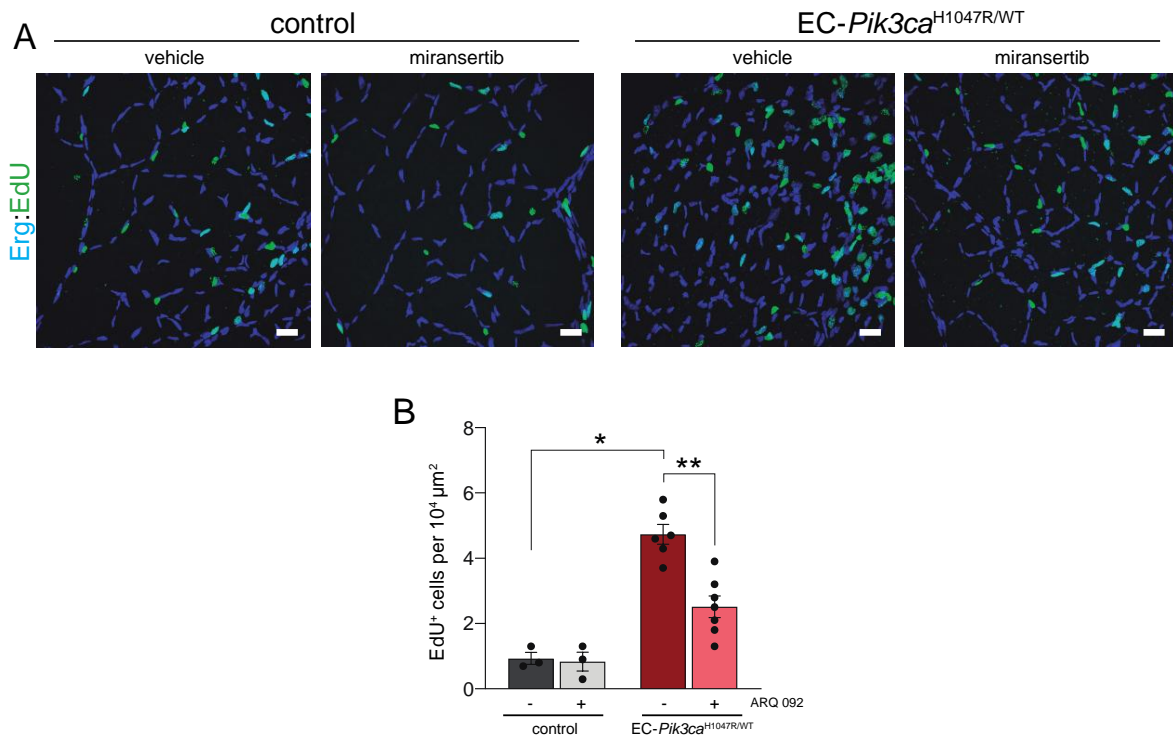 A
control
EC-Pik3caH1047R/WT
vehicle
miransertib
vehicle
miransertib
Erg:EdU
B
EdU⁺ cells per 10⁴ µm²
8
6
4
2
0
*
**
- + - + ARQ 092
control
EC-Pik3caH1047R/WT